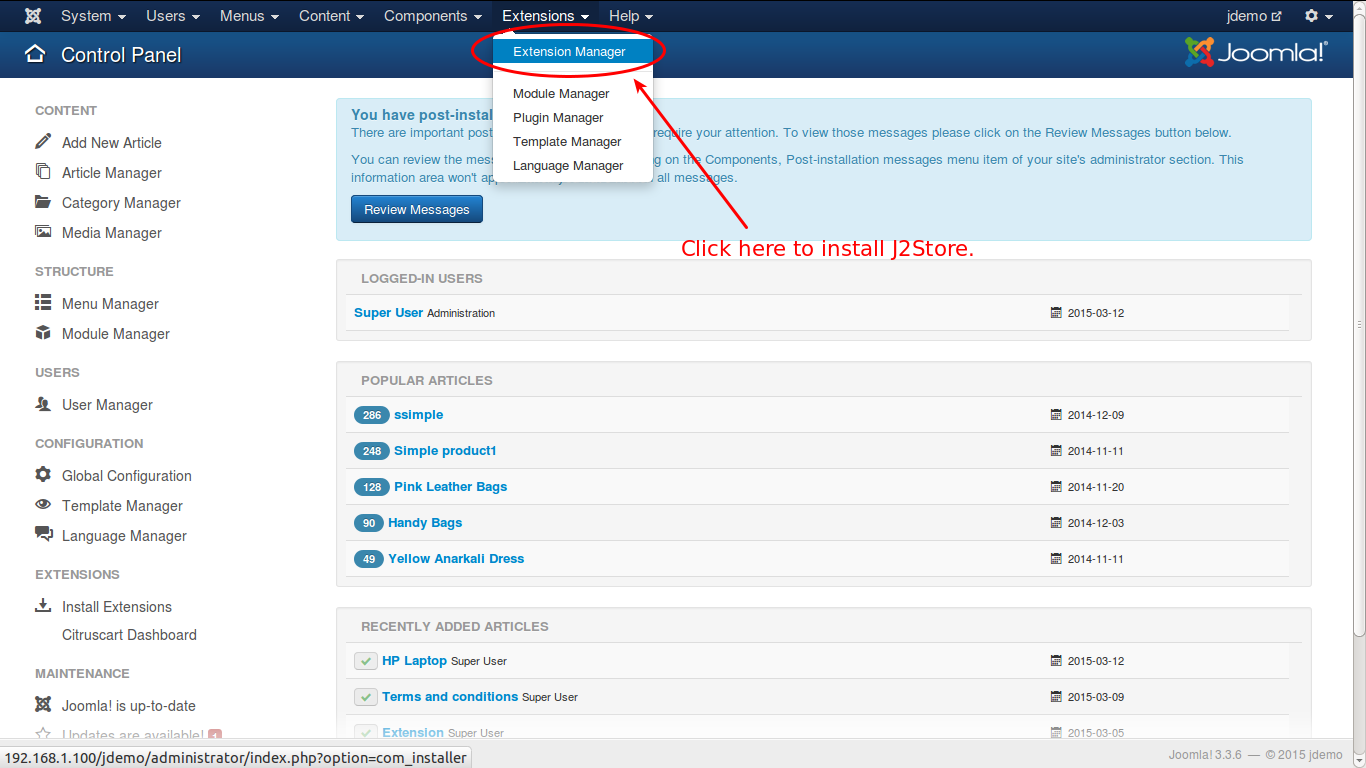 System Users Menus Content Components Extensions Help jdemo
Control Panel Joomla!®
Extension Manager
Module Manager
Plugin Manager
Template Manager
Language Manager
CONTENT
Add New Article
Article Manager
Category Manager
Media Manager
STRUCTURE
Menu Manager
Module Manager
USERS
User Manager
CONFIGURATION
Global Configuration
Template Manager
Language Manager
EXTENSIONS
Install Extensions
Citruscart Dashboard
MAINTENANCE
Joomla! is up-to-date
Updates are available! 1
You have post-instal
There are important post require your attention. To view those messages please click on the Review Messages button below.
You can review the mess g on the Components, Post-installation messages menu item of your site's administrator section. This
information area won't app all messages.
Review Messages
Click here to install J2Store.
LOGGED-IN USERS
Super User Administration 2015-03-12
POPULAR ARTICLES
286 ssimple 2014-12-09
248 Simple product1 2014-11-11
128 Pink Leather Bags 2014-11-20
90 Handy Bags 2014-12-03
49 Yellow Anarkali Dress 2014-11-11
RECENTLY ADDED ARTICLES
HP Laptop Super User 2015-03-12
Terms and conditions Super User 2015-03-09
Extension Super User 2015-03-05
192.168.1.100/jdemo/administrator/index.php?option=com_installer
Joomla! 3.3.6 — © 2015 jdemo